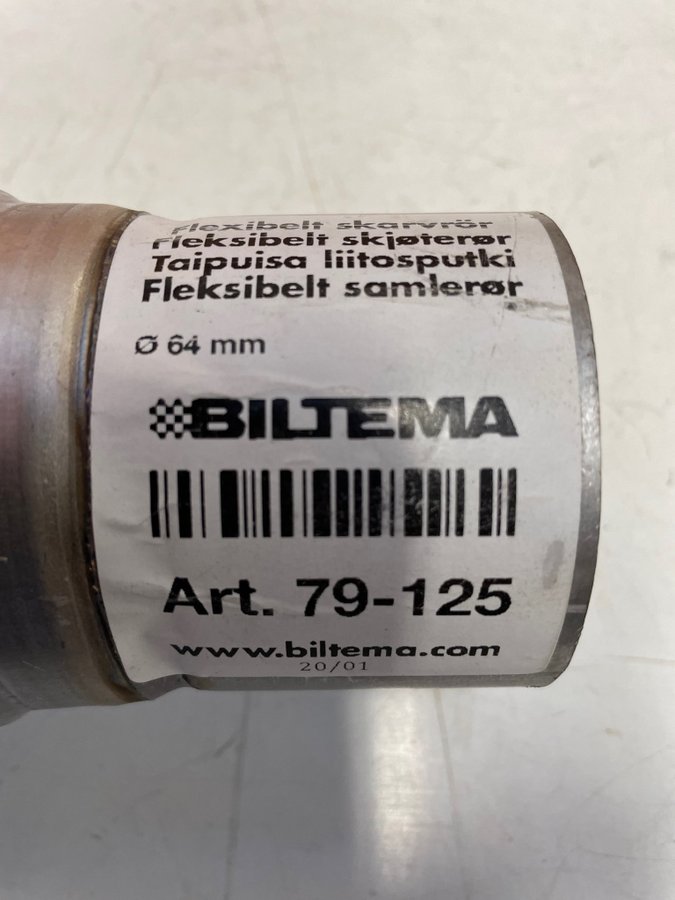 Flexibelt skarvrör
Fleksibelt skjøterør
Taipuisa liitosputki
Fleksibelt samlerør
Ø 64 mm
BILTEMA
Art. 79-125
www.biltema.com
20/01